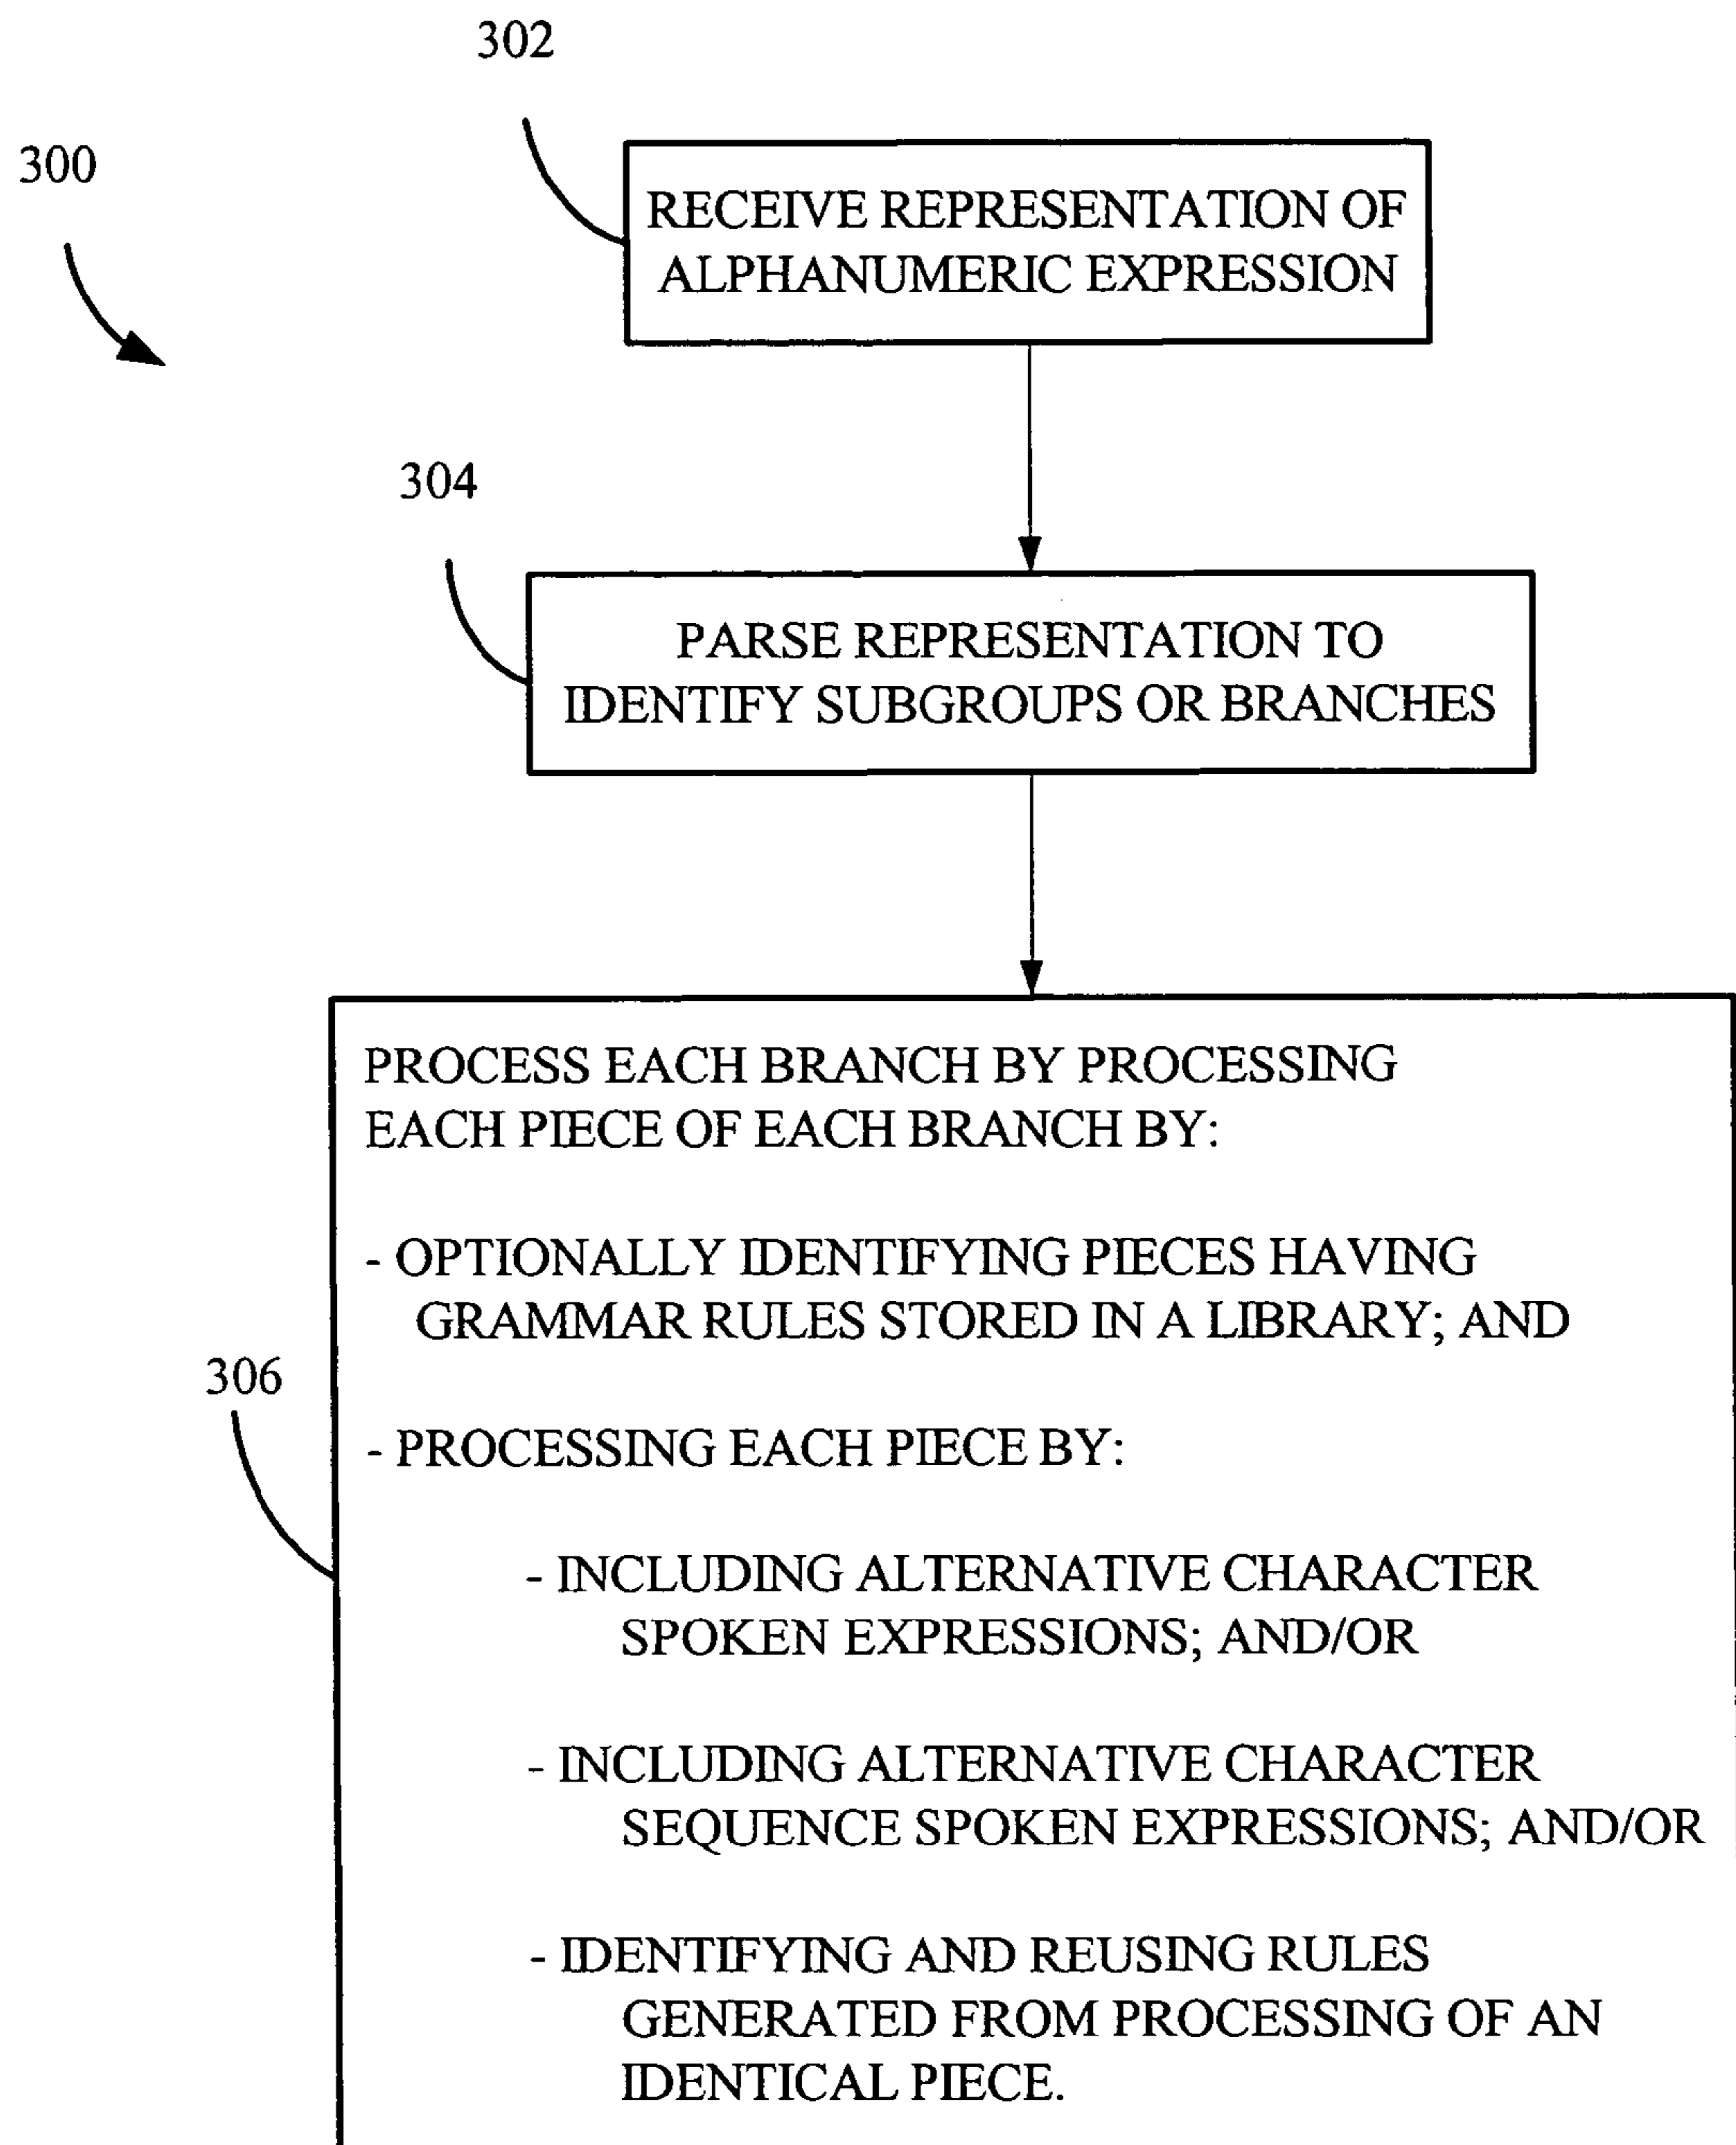 302
300
RECEIVE REPRESENTATION OF
ALPHANUMERIC EXPRESSION
304
PARSE REPRESENTATION TO
IDENTIFY SUBGROUPS OR BRANCHES
PROCESS EACH BRANCH BY PROCESSING
EACH PIECE OF EACH BRANCH BY:
- OPTIONALLY IDENTIFYING PIECES HAVING
GRAMMAR RULES STORED IN A LIBRARY; AND
306
- PROCESSING EACH PIECE BY:
- INCLUDING ALTERNATIVE CHARACTER
SPOKEN EXPRESSIONS; AND/OR
- INCLUDING ALTERNATIVE CHARACTER
SEQUENCE SPOKEN EXPRESSIONS; AND/OR
- IDENTIFYING AND REUSING RULES
GENERATED FROM PROCESSING OF AN
IDENTICAL PIECE.